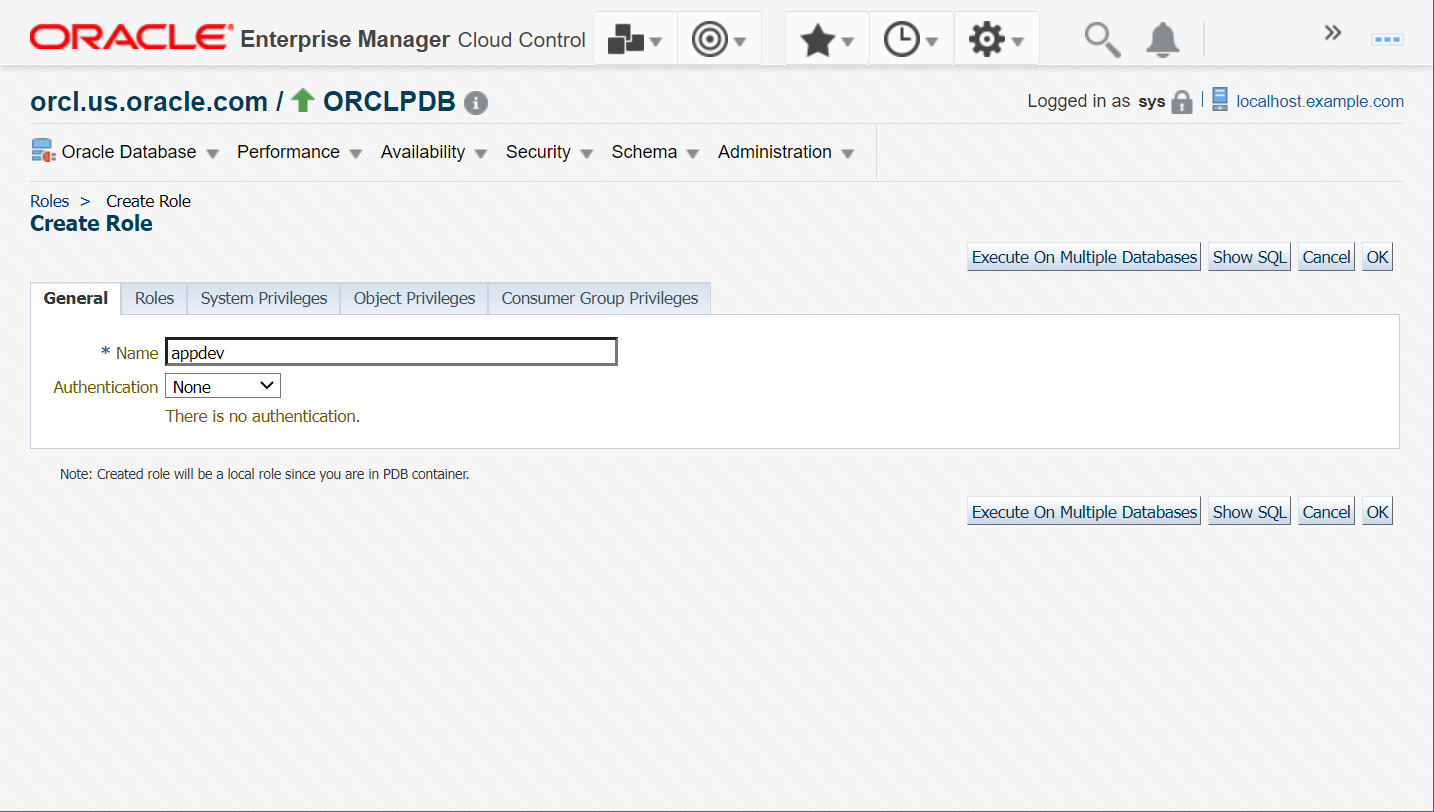 ORACLE® Enterprise Manager Cloud Control
orcl.us.oracle.com / ORCLPDB
Logged in as sys localhost.example.com
Oracle Database Performance Availability Security Schema Administration
Roles > Create Role
Create Role
Execute On Multiple Databases Show SQL Cancel OK
General Roles System Privileges Object Privileges Consumer Group Privileges
* Name appdev
Authentication None
There is no authentication.
Note: Created role will be a local role since you are in PDB container.
Execute On Multiple Databases Show SQL Cancel OK